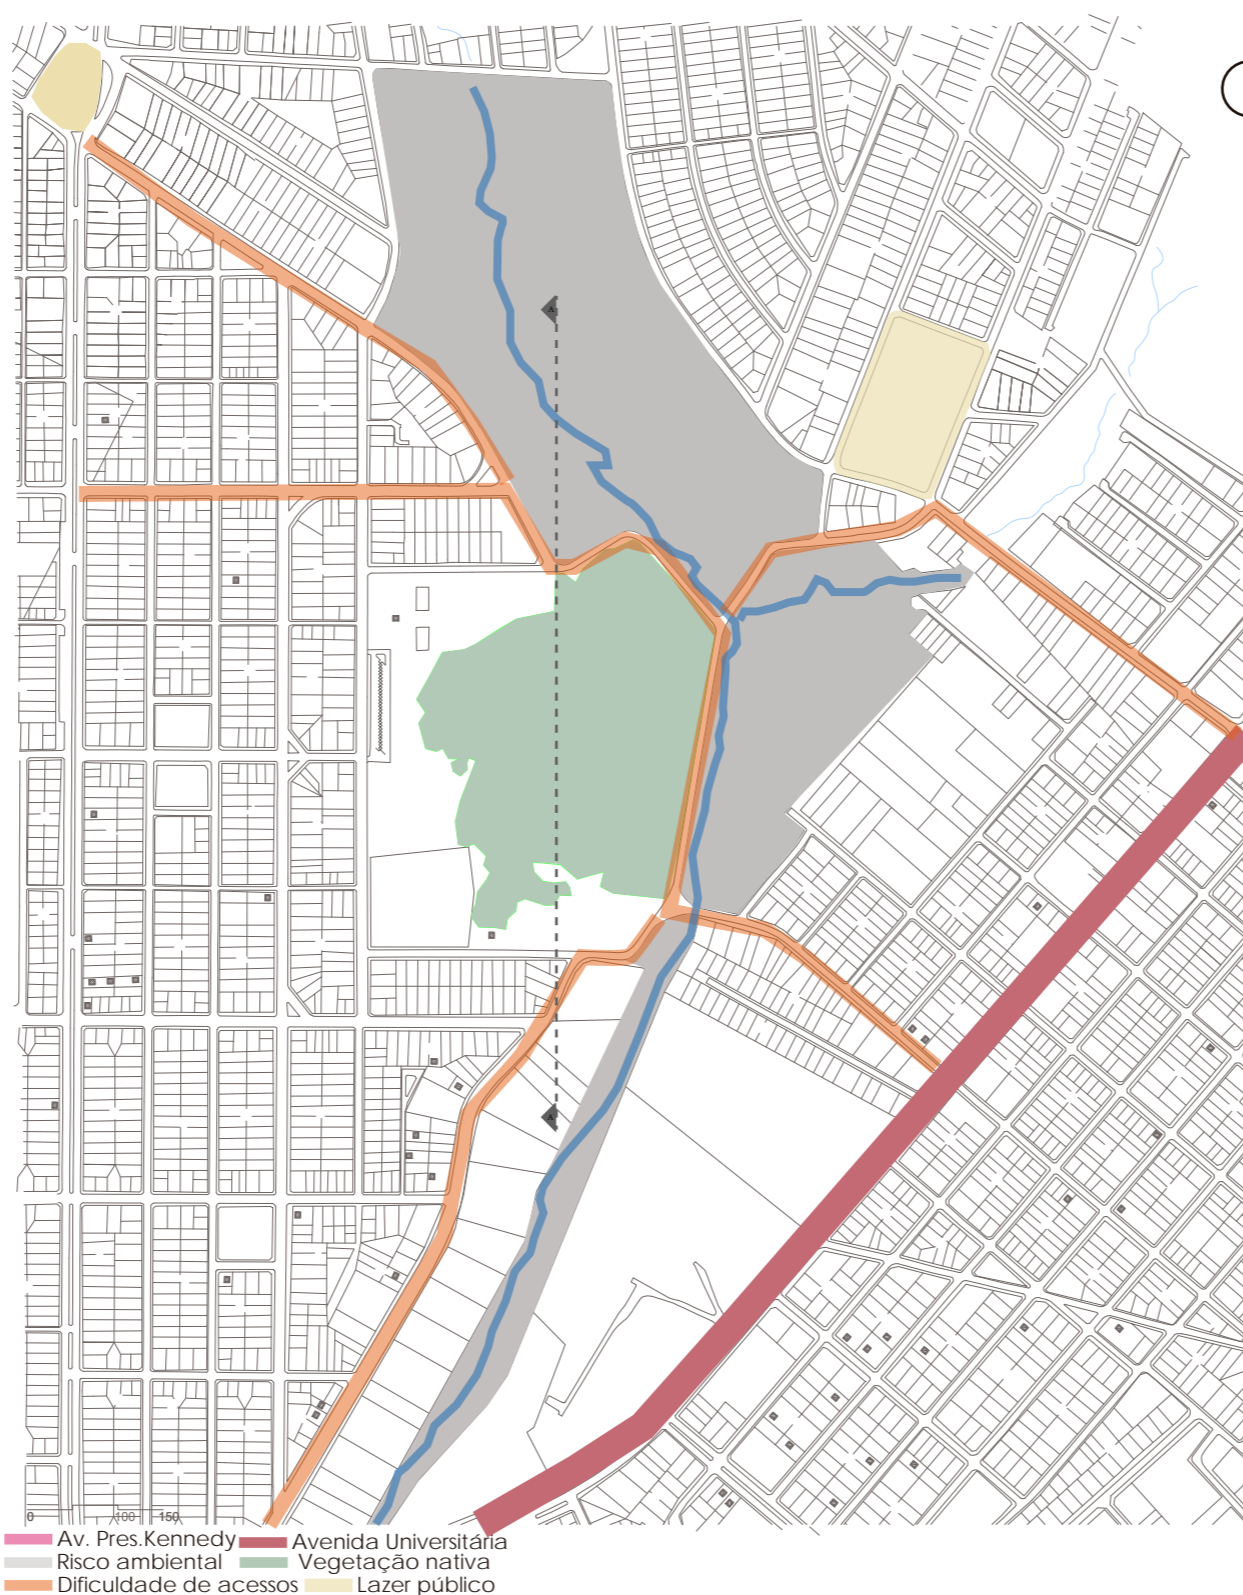 A
A
0 100 150
Av. Pres.Kennedy Avenida Universitária
Risco ambiental Vegetação nativa
Dificuldade de acessos Lazer público